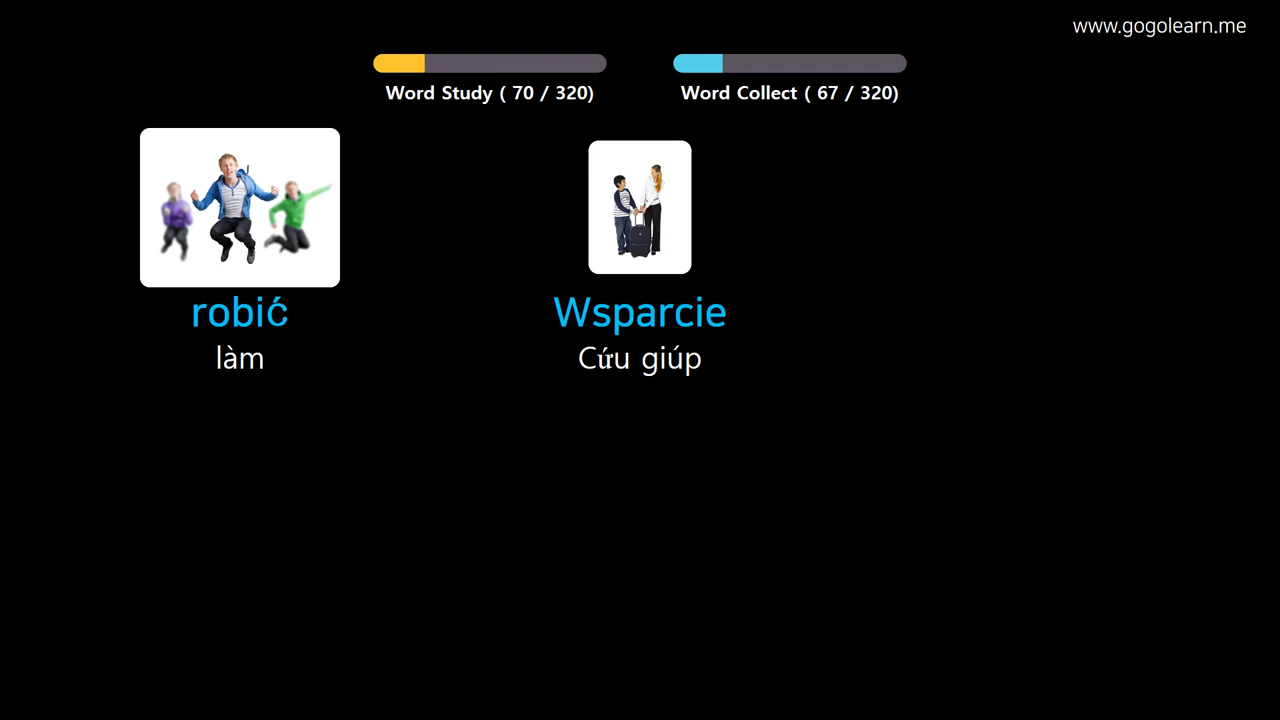 www.gogolearn.me
Word Study ( 70 / 320)
Word Collect ( 67 / 320)
robić
làm
Wsparcie
Cứu giúp